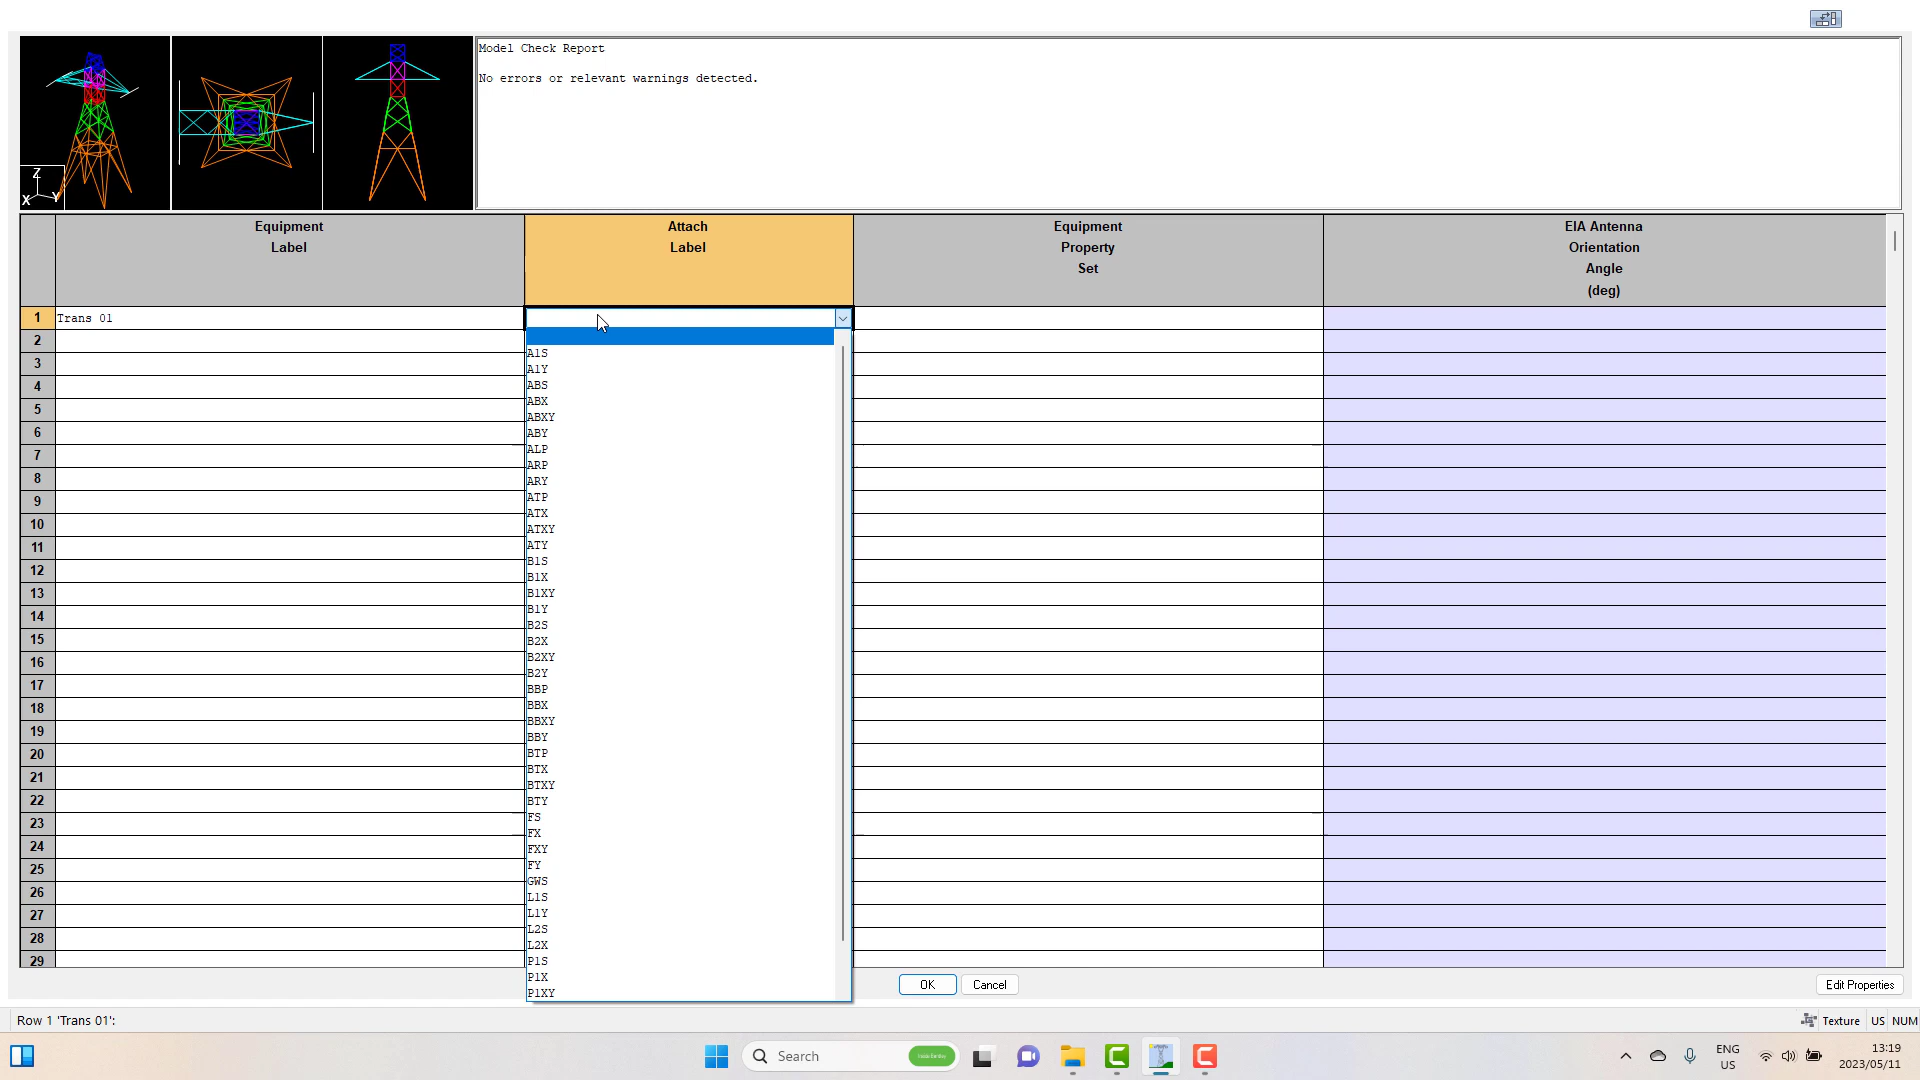 Model Check Report
No errors or relevant warnings detected.
Z
X Y
Equipment
Label
Attach
Label
Equipment
Property
Set
EIA Antenna
Orientation
Angle
(deg)
1 Trans 01
2
3
4
5
6
7
8
9
10
11
12
13
14
15
16
17
18
19
20
21
22
23
24
25
26
27
28
29
A1S
A1Y
ABS
ABX
ABXY
ABY
ALP
ARP
ARY
ATP
ATX
ATXY
ATY
B1S
B1X
B1XY
B1Y
B2S
B2X
B2XY
B2Y
BBP
BBX
BBXY
BBY
BTP
BTX
BTXY
BTY
FS
FX
FXY
FY
GWS
L1S
L1Y
L2S
L2X
P1S
P1X
P1XY
OK Cancel Edit Properties
Row 1 'Trans 01': Texture US NUM
Search
ENG
US
13:19
2023/05/11